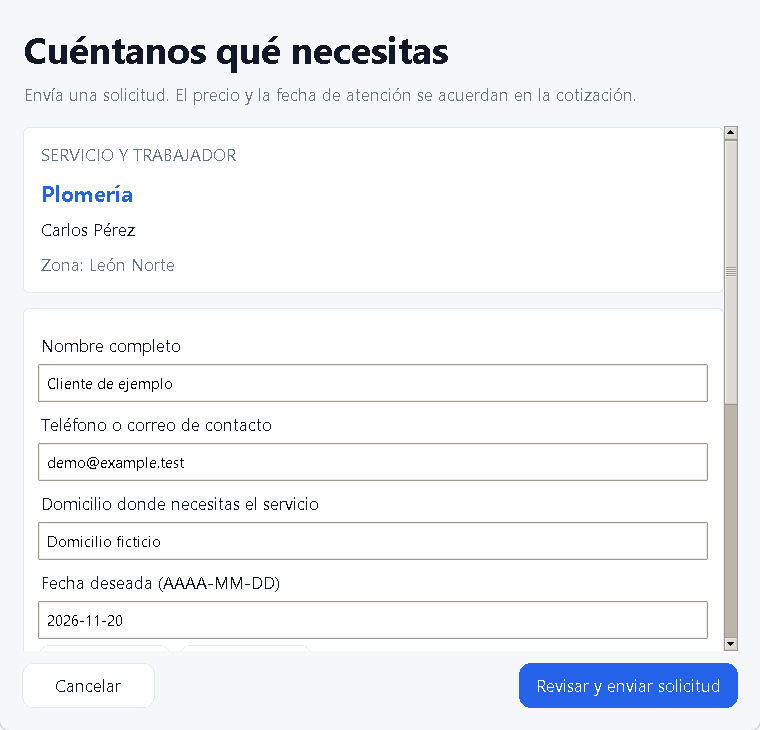 Cuéntanos qué necesitas
Envía una solicitud. El precio y la fecha de atención se acuerdan en la cotización.
SERVICIO Y TRABAJADOR
Plomería
Carlos Pérez
Zona: León Norte
Nombre completo
Cliente de ejemplo
Teléfono o correo de contacto
demo@example.test
Domicilio donde necesitas el servicio
Domicilio ficticio
Fecha deseada (AAAA-MM-DD)
2026-11-20
Cancelar
Revisar y enviar solicitud